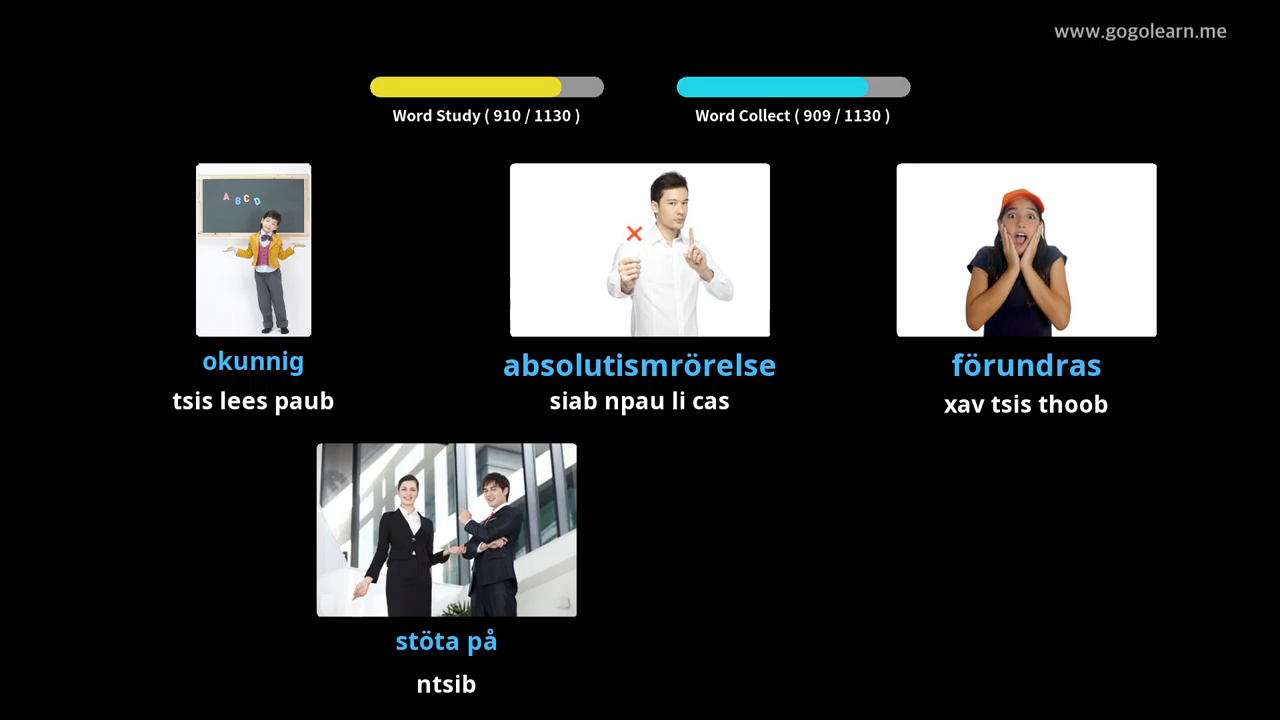 www.gogolearn.me
Word Study ( 910 / 1130 )
Word Collect ( 909 / 1130 )
A B C D
okunnig
tsis lees paub
absolutismrörelse
siab npau li cas
förundras
xav tsis thoob
stöta på
ntsib